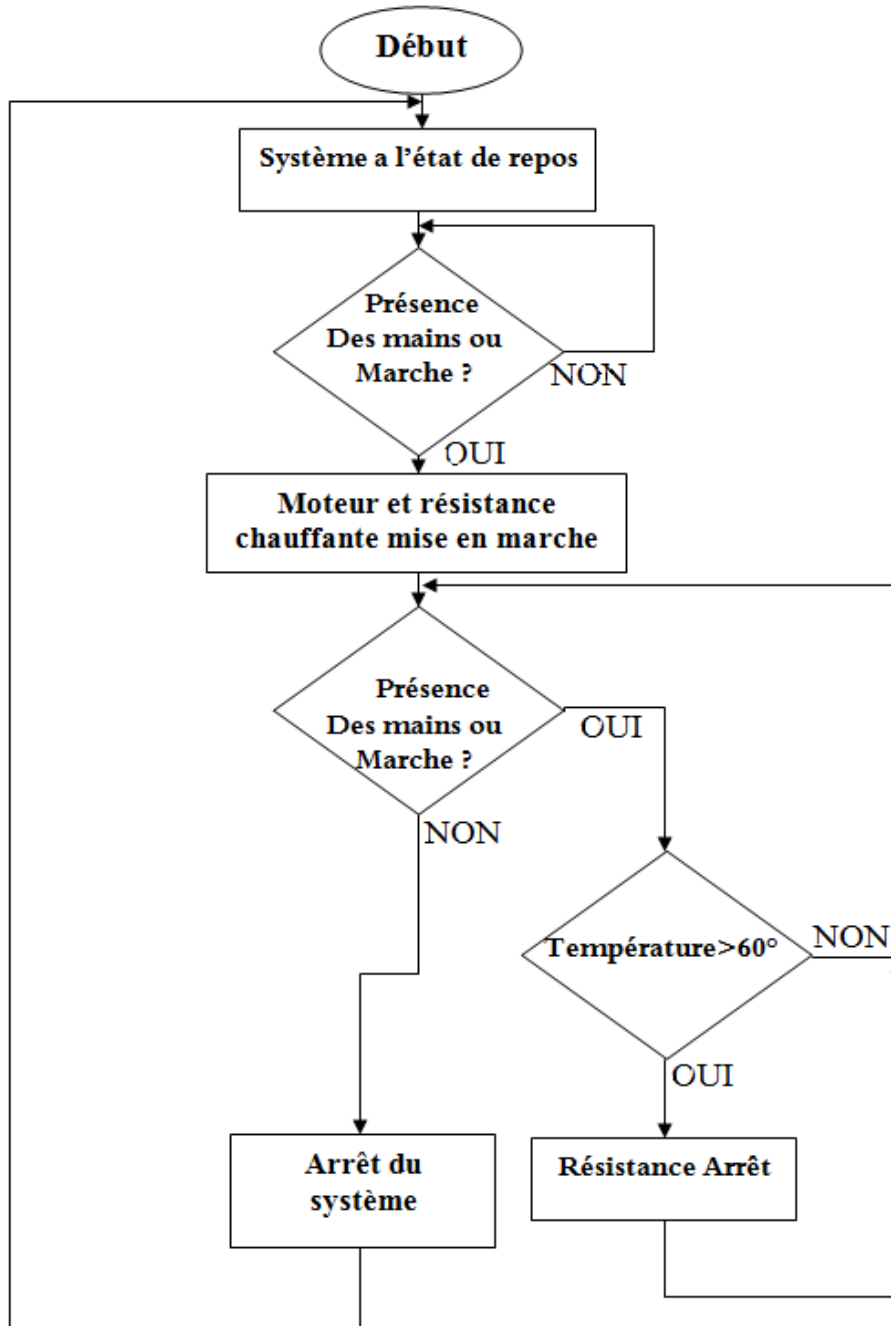 Début
Système a l'état de repos
Présence
Des mains ou
Marche ?
NON
OUI
Moteur et résistance
chauffante mise en marche
Présence
Des mains ou
Marche ?
OUI
NON
Température>60°
NON
OUI
Arrêt du
système
Résistance Arrêt